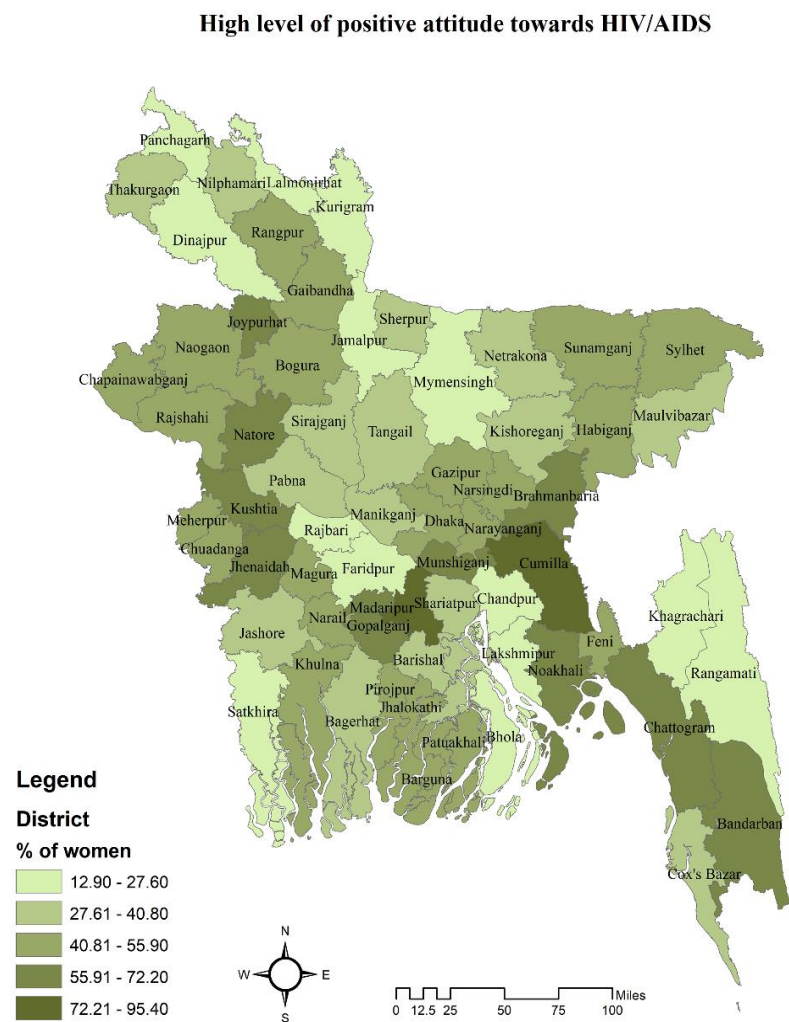 High level of positive attitude towards HIV/AIDS
Panchagarh
Thakurgaon
Nilphamari
Lalmonirhat
Kurigram
Dinajpur
Rangpur
Gaibandha
Joypurhat
Sherpur
Jamalpur
Naogaon
Bogura
Netrakona
Sunamganj
Sylhet
Chapainawabganj
Mymensingh
Rajshahi
Sirajganj
Maulvibazar
Natore
Tangail
Kishoreganj
Habiganj
Pabna
Gazipur
Narsingdi
Brahmanbaria
Kushtia
Manikganj
Meherpur
Rajbari
Dhaka
Narayanganj
Chuadanga
Jhenaidah
Magura
Faridpur
Munshiganj
Cumilla
Madaripur
Shariatpur
Chandpur
Gopalganj
Narail
Khagrachari
Jashore
Feni
Lakshmipur
Barishal
Khulna
Noakhali
Rangamati
Pirojpur
Jhalokathi
Satkhira
Bagerhat
Chattogram
Patuakhali
Bhola
Barguna
Bandarban
Cox's Bazar
Legend
District
% of women
12.90 - 27.60
27.61 - 40.80
40.81 - 55.90
55.91 - 72.20
72.21 - 95.40
N
W E
S
Miles
0 12.5 25 50 75 100